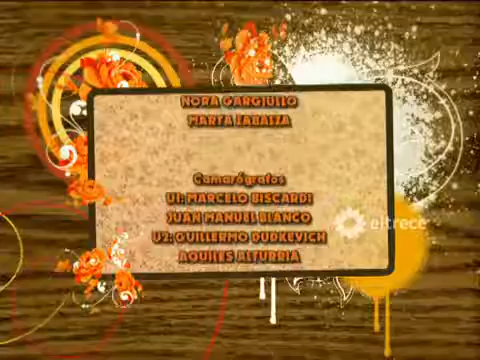 NORA GARGIULLO
MARTA ZABALZA
Camarógrafos
U1: MARCELO BISCARDI
JUAN MANUEL BLANCO
U2: GUILLERMO DUDKEVICH
AQUILES ALTURRIA
eltrece